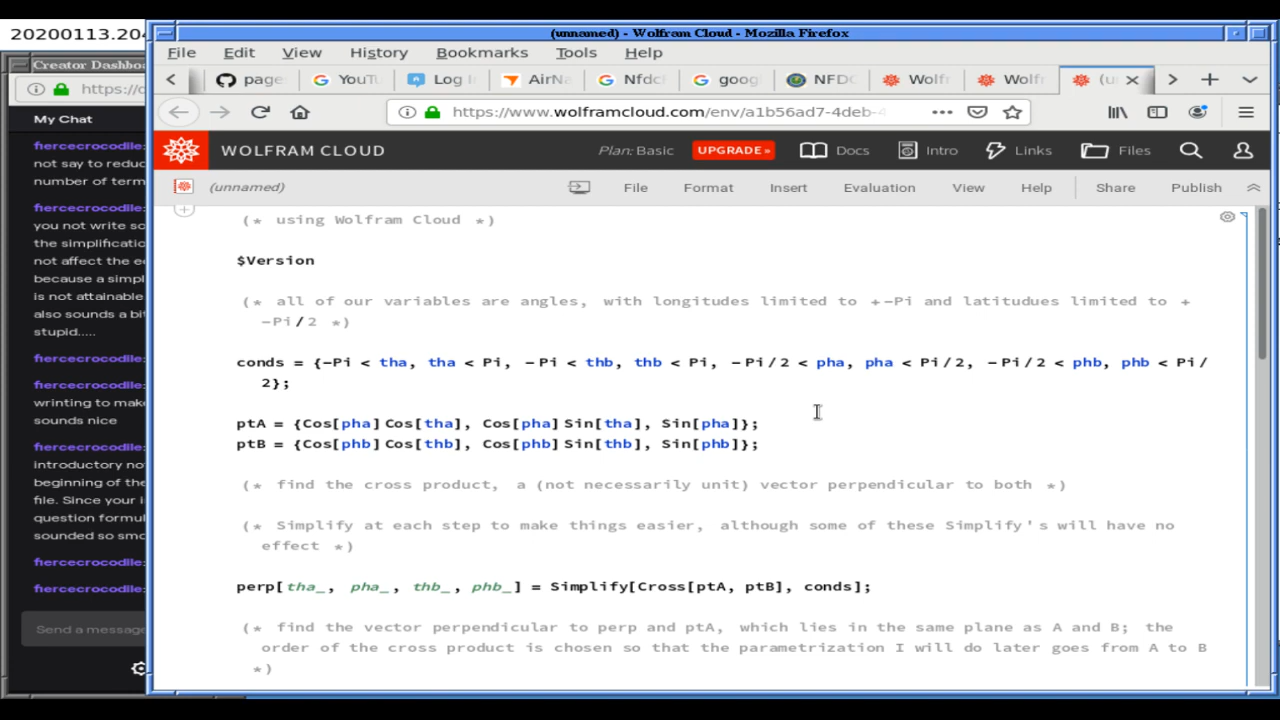 20200113.204
(unnamed) - Wolfram Cloud - Mozilla Firefox
File Edit View History Bookmarks Tools Help
Creator Dashbo
page
YouT
Log i
AirNa
Nfdc
goog
NFDC
Wolfr
Wolfr
(u
https://c
https://www.wolframcloud.com/env/a1b56ad7-4deb-4
My Chat
WOLFRAM CLOUD
Plan: Basic
UPGRADE »
Docs
Intro
Links
Files
(unnamed)
File Format Insert Evaluation View Help Share Publish
fiercecrocodile:
not say to reduc
number of term
fiercecrocodile:
you not write so
the simplificatio
not affect the e
because a simpl
is not attainable
also sounds a bi
stupid.....
fiercecrocodile:
fiercecrocodile:
wrinting to make
sounds nice
fiercecrocodile:
introductory no
beginning of the
file. Since your i
question formul
sounded so smo
fiercecrocodile:
fiercecrocodile:
Send a message
(* using Wolfram Cloud *)
$Version
(* all of our variables are angles, with longitudes limited to +-Pi and latitudues limited to +
-Pi/2 *)
conds = {-Pi < tha, tha < Pi, -Pi < thb, thb < Pi, -Pi/2 < pha, pha < Pi/2, -Pi/2 < phb, phb < Pi/
2};
ptA = {Cos[pha] Cos[tha], Cos[pha] Sin[tha], Sin[pha]};
ptB = {Cos[phb] Cos[thb], Cos[phb] Sin[thb], Sin[phb]};
(* find the cross product, a (not necessarily unit) vector perpendicular to both *)
(* Simplify at each step to make things easier, although some of these Simplify's will have no
effect *)
perp[tha_, pha_, thb_, phb_] = Simplify[Cross[ptA, ptB], conds];
(* find the vector perpendicular to perp and ptA, which lies in the same plane as A and B; the
order of the cross product is chosen so that the parametrization I will do later goes from A to B
*)